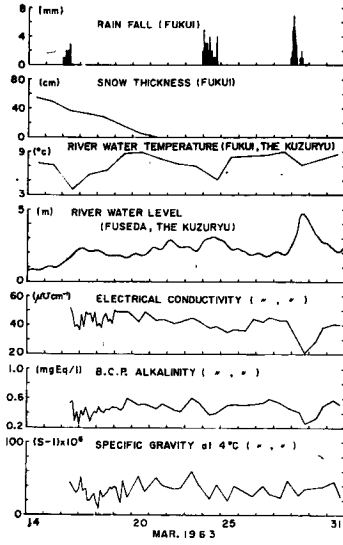 8 (mm)
RAIN FALL (FUKUI)
4
0
80 (cm)
SNOW THICKNESS (FUKUI)
40
0
RIVER WATER TEMPERATURE (FUKUI, THE KUZURYU)
9 (°C)
3
5 (m)
RIVER WATER LEVEL
(FUSEDA, THE KUZURYU)
0
60 (μ℧cm⁻¹)
ELECTRICAL CONDUCTIVITY ( 〃 , 〃 )
40
20
1.0 (mgEq/l)
B.C.P. ALKALINITY ( 〃 , 〃 )
0.6
0.2
100 (S-1)×10⁶
SPECIFIC GRAVITY at 4°C ( 〃 , 〃 )
0
14 20 25 31
MAR. 1963